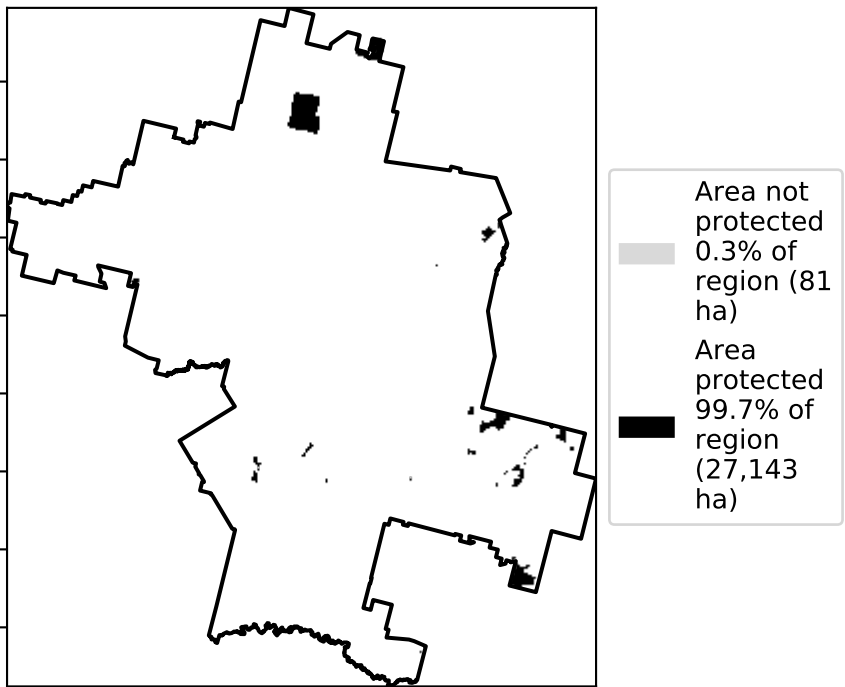 Area not
protected
0.3% of
region (81
ha)
Area
protected
99.7% of
region
(27,143
ha)